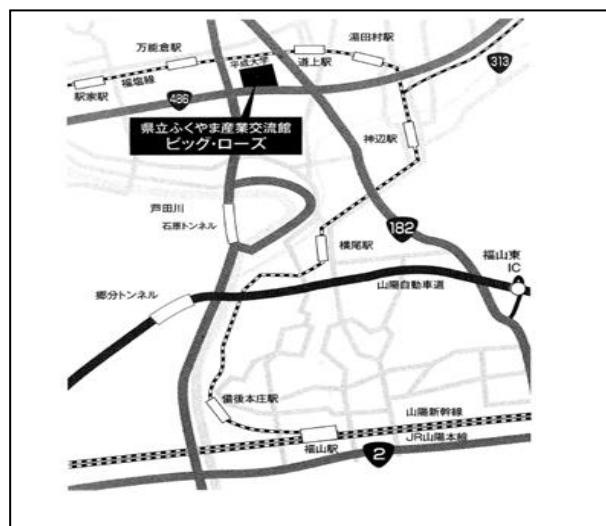 湯田村駅
万能倉駅
平成大学
道上駅
313
駅家駅
福塩線
486
県立ふくやま産業交流館
ビッグ・ローズ
神辺駅
芦田川
石原トンネル
182
横尾駅
福山東
IC
山陽自動車道
郷分トンネル
備後本庄駅
山陽新幹線
福山駅
JR山陽本線
2